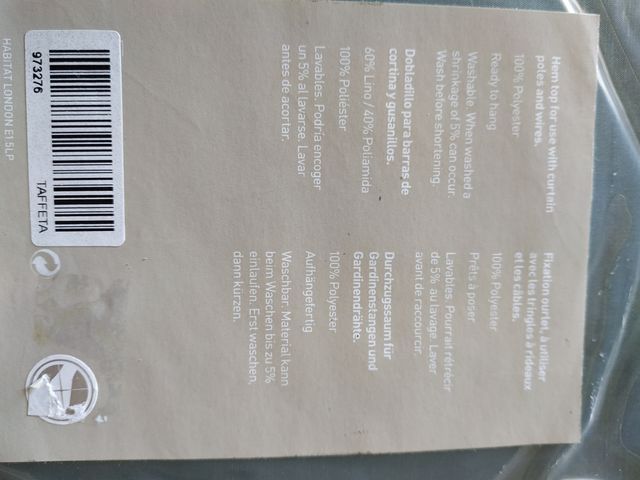 Hem top for use with curtain
poles and wires.
100% Polyester
Ready to hang
Washable. When washed a
shrinkage of 5% can occur.
Wash before shortening.
Dobladillo para barras de
cortina y gusanillos.
60% Lino / 40% Poliamida
100% Poliéster
Lavables. Podría encoger
un 5% al lavarse. Lavar
antes de acortar.
Fixation ourlet, à utiliser
avec les tringles à rideaux
et les câbles.
100% Polyester
Prêts à poser
Lavables. Pourrait rétrécir
de 5% au lavage. Laver
avant de raccourcir.
Durchzugssaum für
Gardinenstangen und
Gardinendrähte.
100% Polyester
Aufhängefertig
Waschbar. Material kann
beim Waschen bis zu 5%
einlaufen. Erst waschen,
dann kürzen.
TAFFETA
973276
HABITAT LONDON E1 5LP